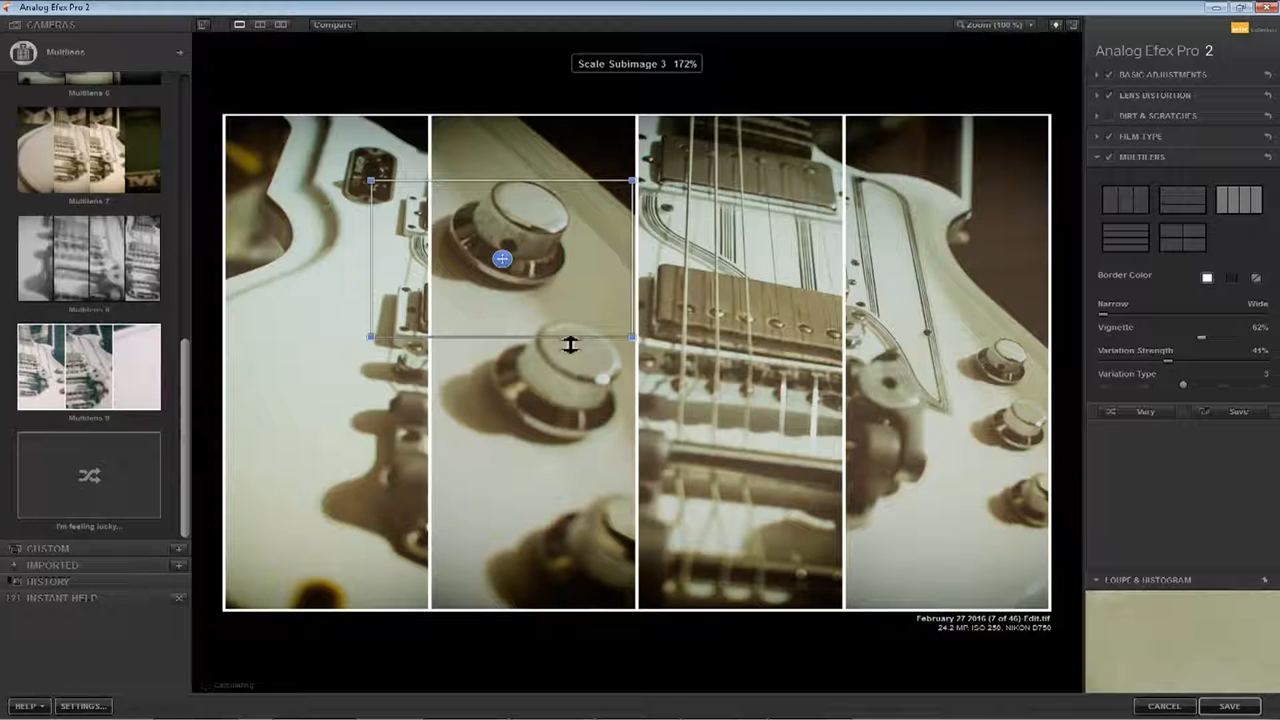 Analog Efex Pro 2
CAMERAS
Compare
Zoom (100 %)
Multilens
Scale Subimage 3 172%
Analog Efex Pro 2
BASIC ADJUSTMENTS
LENS DISTORTION
DIRT & SCRATCHES
FILM TYPE
MULTILENS
Multilens 6
Multilens 7
Multilens 8
Multilens 9
I'm feeling lucky...
Border Color
Narrow Wide
Vignette 62%
Variation Strength 41%
Variation Type 3
Vary Save
CUSTOM
IMPORTED
HISTORY
INSTANT HELP
LOUPE & HISTOGRAM
February 27 2016 (7 of 46)-Edit.tif
24.2 MP, ISO 250, NIKON D750
Calculating
HELP SETTINGS... CANCEL SAVE